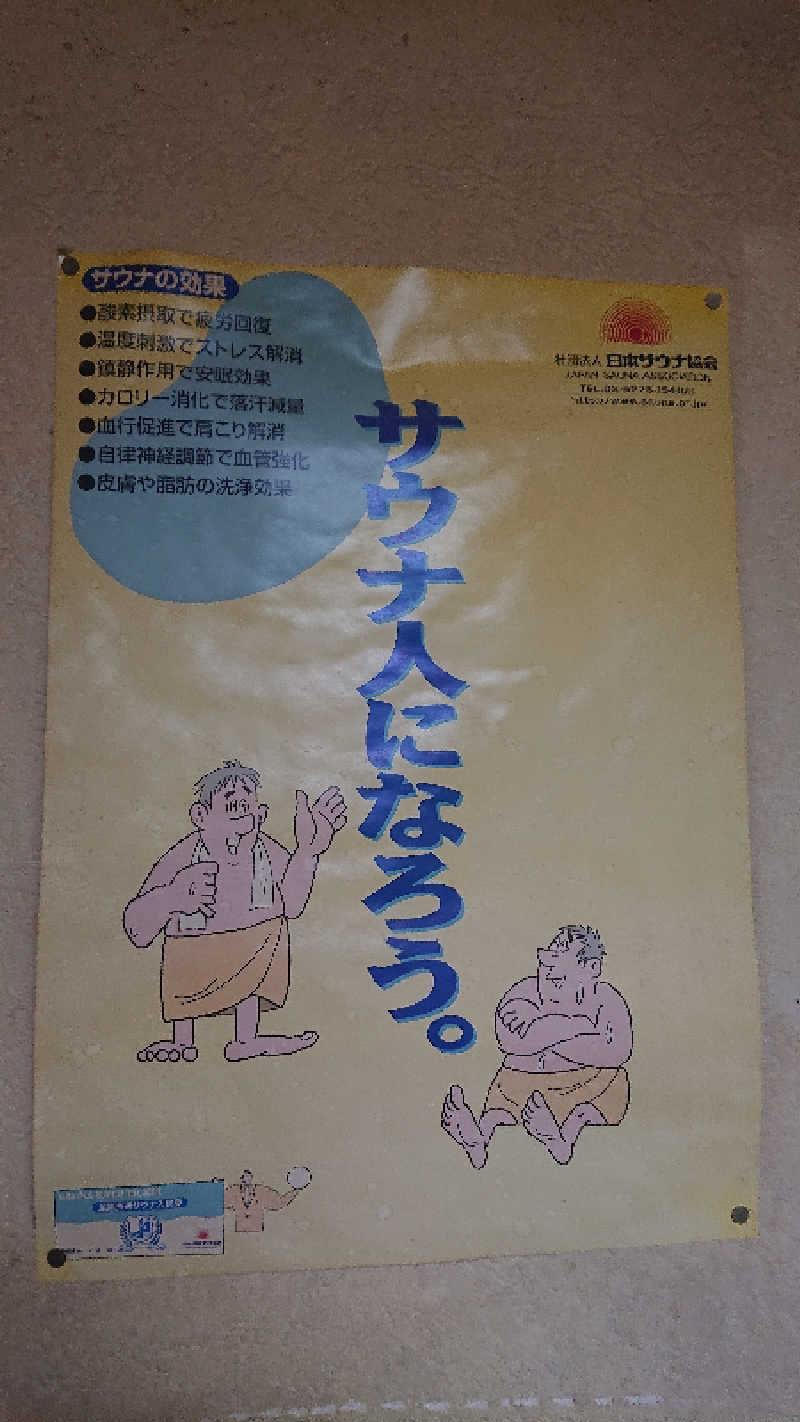 サウナの効果
●酸素摂取で疲労回復
●温度刺激でストレス解消
●鎮静作用で安眠効果
●カロリー消化で落汗減量
●血行促進で肩こり解消
●自律神経調節で血管強化
●皮膚や脂肪の洗浄効果
社団法人 日本サウナ協会
JAPAN SAUNA ASSOCIATION
サウナ人になろう。